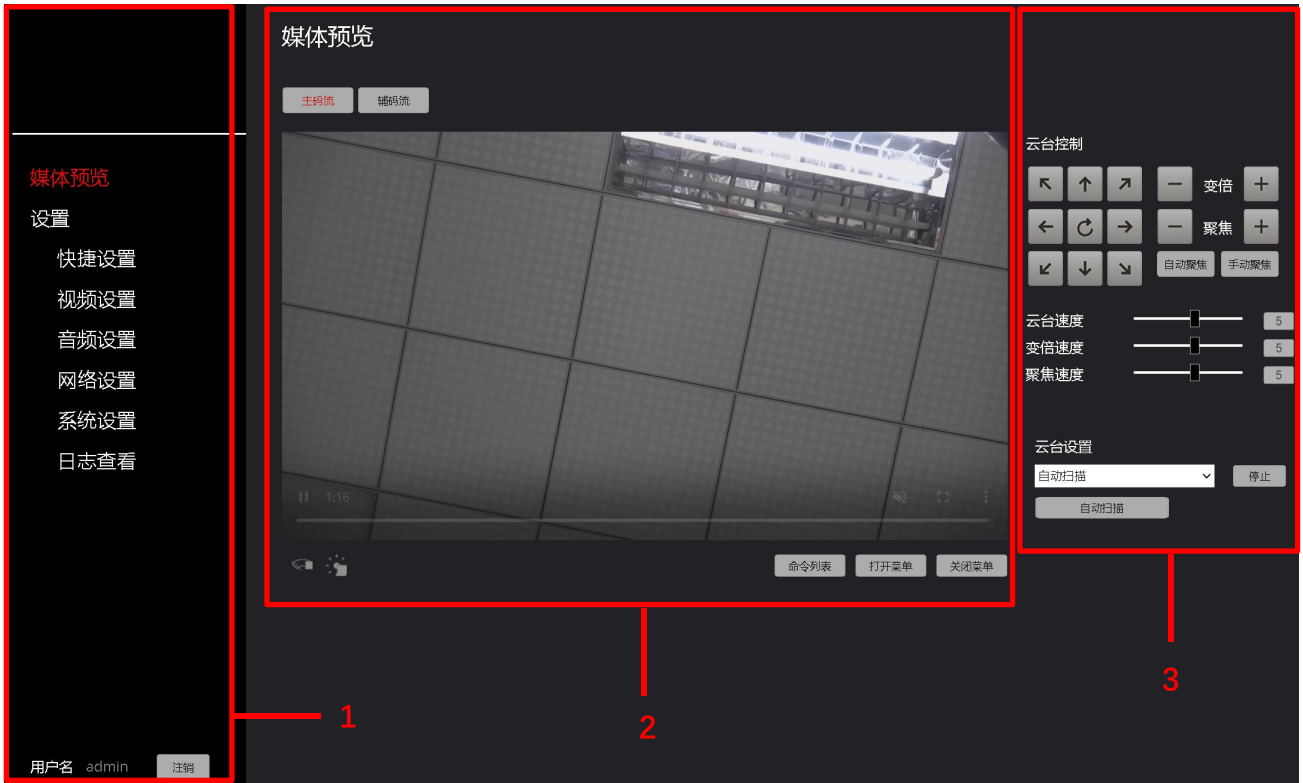 媒体预览
设置
快捷设置
视频设置
音频设置
网络设置
系统设置
日志查看
用户名 admin 注销
1
媒体预览
主码流 辅码流
1:16
命令列表 打开菜单 关闭菜单
2
云台控制
变倍
聚焦
自动聚焦 手动聚焦
云台速度 5
变倍速度 5
聚焦速度 5
云台设置
自动扫描 停止
自动扫描
3